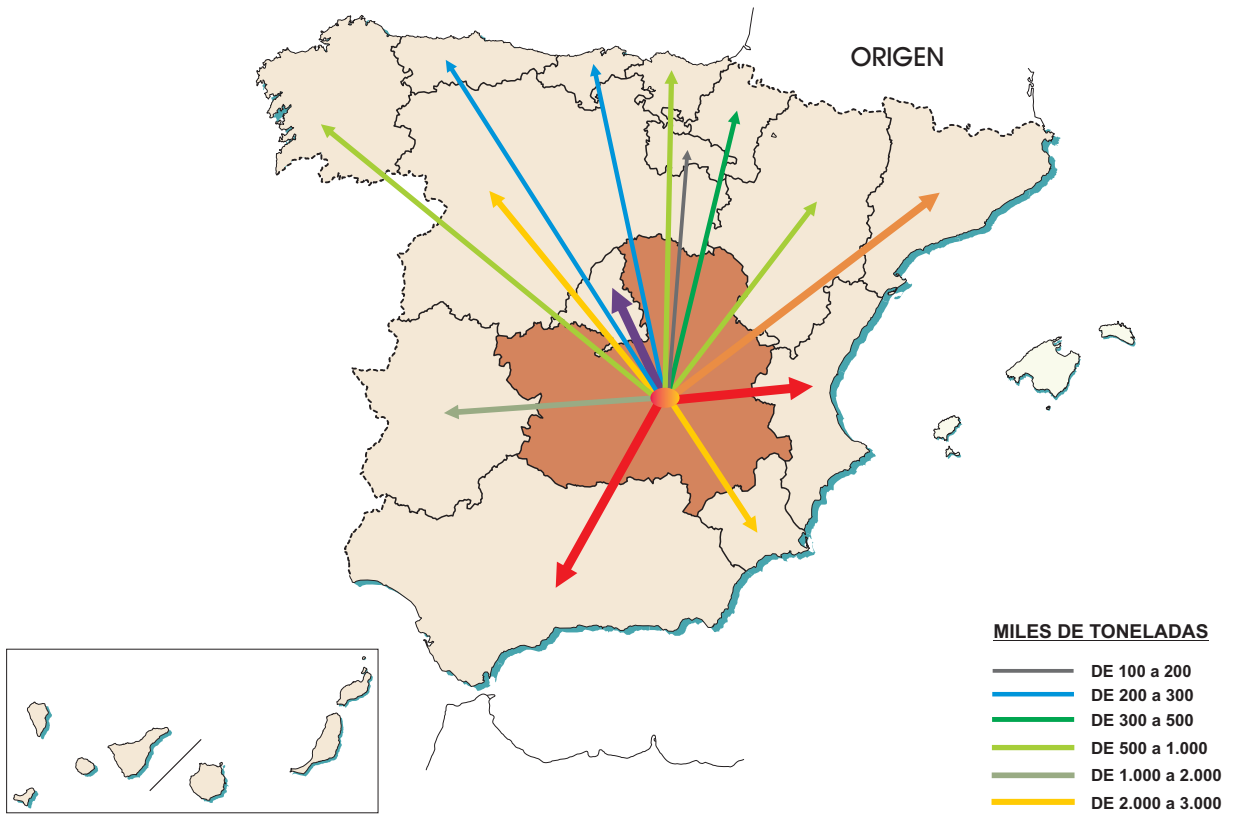 ORIGEN
MILES DE TONELADAS
DE 100 a 200
DE 200 a 300
DE 300 a 500
DE 500 a 1.000
DE 1.000 a 2.000
DE 2.000 a 3.000